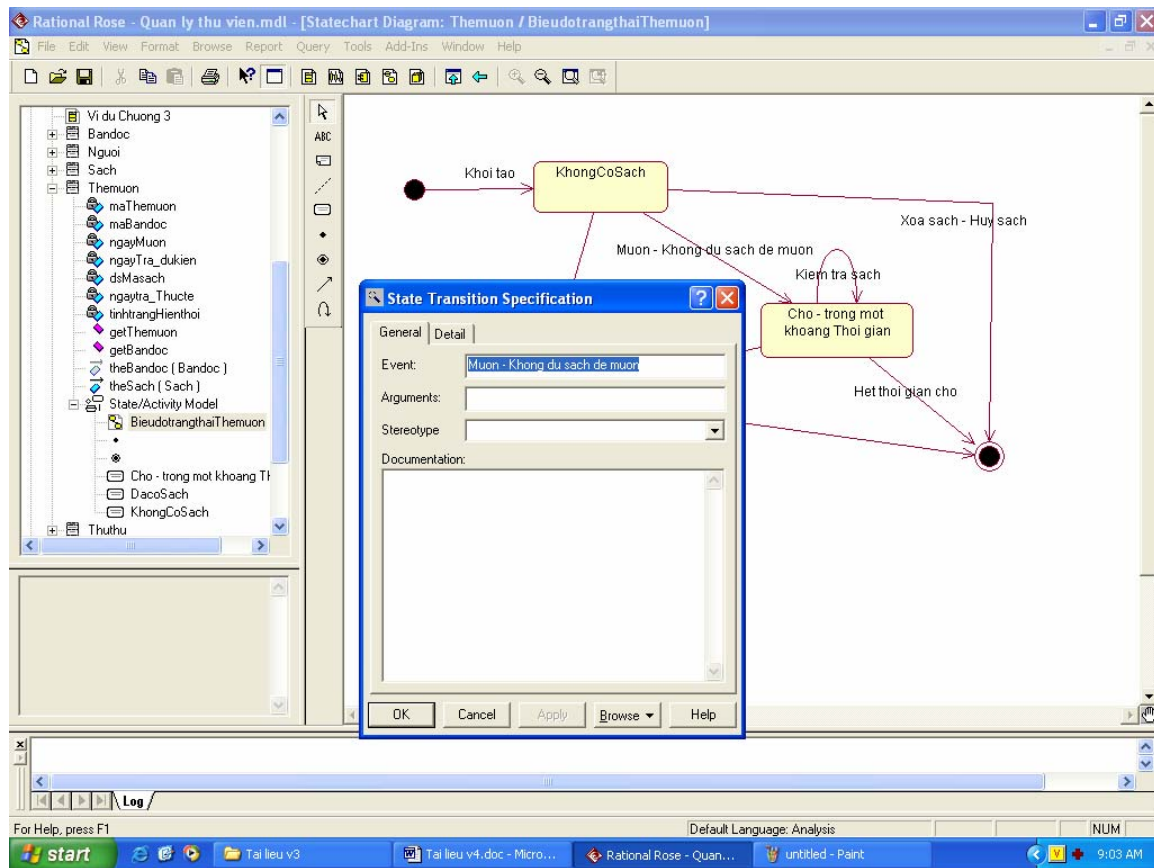 Rational Rose - Quan ly thu vien.mdl - [Statechart Diagram: Themuon / BieudotrangthaiThemuon]
File Edit View Format Browse Report Query Tools Add-Ins Window Help
Vi du Chuong 3
Bandoc
Nguoi
Sach
Themuon
maThemuon
maBandoc
ngayMuon
ngayTra_dukien
dsMasach
ngaytra_Thucte
tinhtrangHienthoi
getThemuon
getBandoc
theBandoc ( Bandoc )
theSach ( Sach )
State/Activity Model
BieudotrangthaiThemuon
Cho - trong mot khoang Th
DacoSach
KhongCoSach
Thuthu
ABC
Khoi tao
KhongCoSach
Xoa sach - Huy sach
Muon - Khong du sach de muon
Kiem tra sach
Cho - trong mot
khoang Thoi gian
Het thoi gian cho
State Transition Specification
General
Detail
Event:
Muon - Khong du sach de muon
Arguments:
Stereotype
Documentation:
OK
Cancel
Apply
Browse
Help
Log
For Help, press F1
Default Language: Analysis
NUM
start
Tai lieu v3
Tai lieu v4.doc - Micro...
Rational Rose - Quan...
untitled - Paint
V
9:03 AM